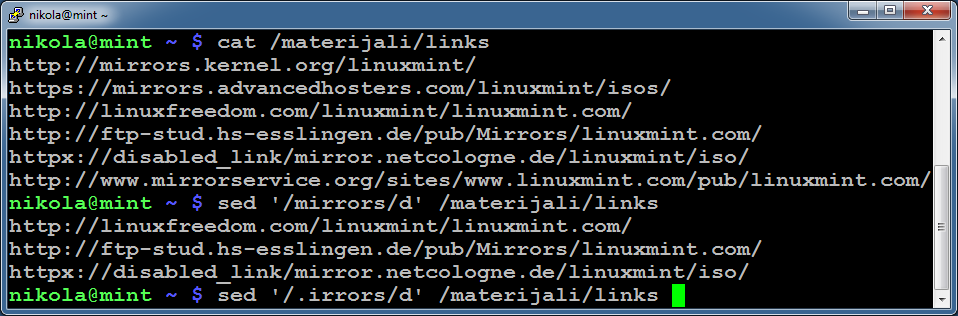 nikola@mint ~
nikola@mint ~ $ cat /materijali/links
http://mirrors.kernel.org/linuxmint/
https://mirrors.advancedhosters.com/linuxmint/isos/
http://linuxfreedom.com/linuxmint/linuxmint.com/
http://ftp-stud.hs-esslingen.de/pub/Mirrors/linuxmint.com/
httpx://disabled_link/mirror.netcologne.de/linuxmint/iso/
http://www.mirrorservice.org/sites/www.linuxmint.com/pub/linuxmint.com/
nikola@mint ~ $ sed '/mirrors/d' /materijali/links
http://linuxfreedom.com/linuxmint/linuxmint.com/
http://ftp-stud.hs-esslingen.de/pub/Mirrors/linuxmint.com/
httpx://disabled_link/mirror.netcologne.de/linuxmint/iso/
nikola@mint ~ $ sed '/.irrors/d' /materijali/links